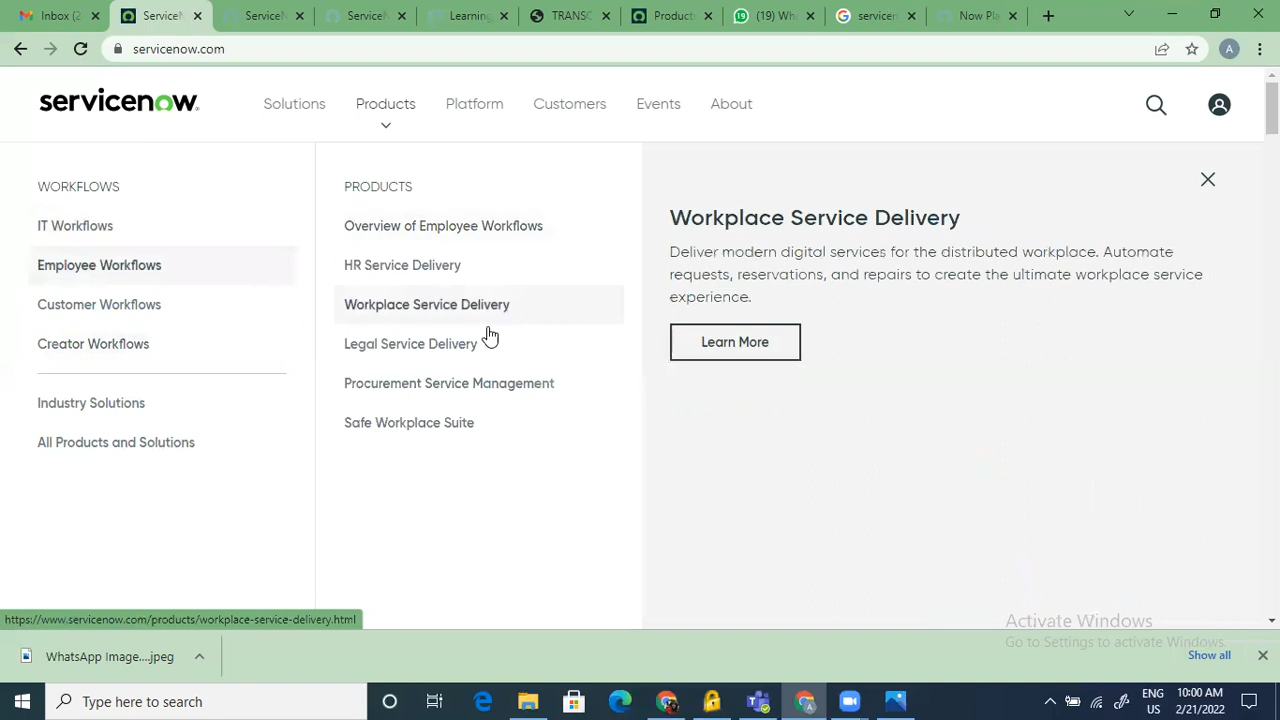 Inbox (2
ServiceN
ServiceN
ServiceN
Learning
TRANSC
Products
(19) Wha
servicen
Now Pla
servicenow.com
A
servicenow
Solutions
Products
Platform
Customers
Events
About
WORKFLOWS
IT Workflows
Employee Workflows
Customer Workflows
Creator Workflows
Industry Solutions
All Products and Solutions
PRODUCTS
Overview of Employee Workflows
HR Service Delivery
Workplace Service Delivery
Legal Service Delivery
Procurement Service Management
Safe Workplace Suite
Workplace Service Delivery
Deliver modern digital services for the distributed workplace. Automate
requests, reservations, and repairs to create the ultimate workplace service
experience.
Learn More
https://www.servicenow.com/products/workplace-service-delivery.html
Activate Windows
Go to Settings to activate Windows.
WhatsApp Image....jpeg
Show all
Type here to search
ENG
US
10:00 AM
2/21/2022